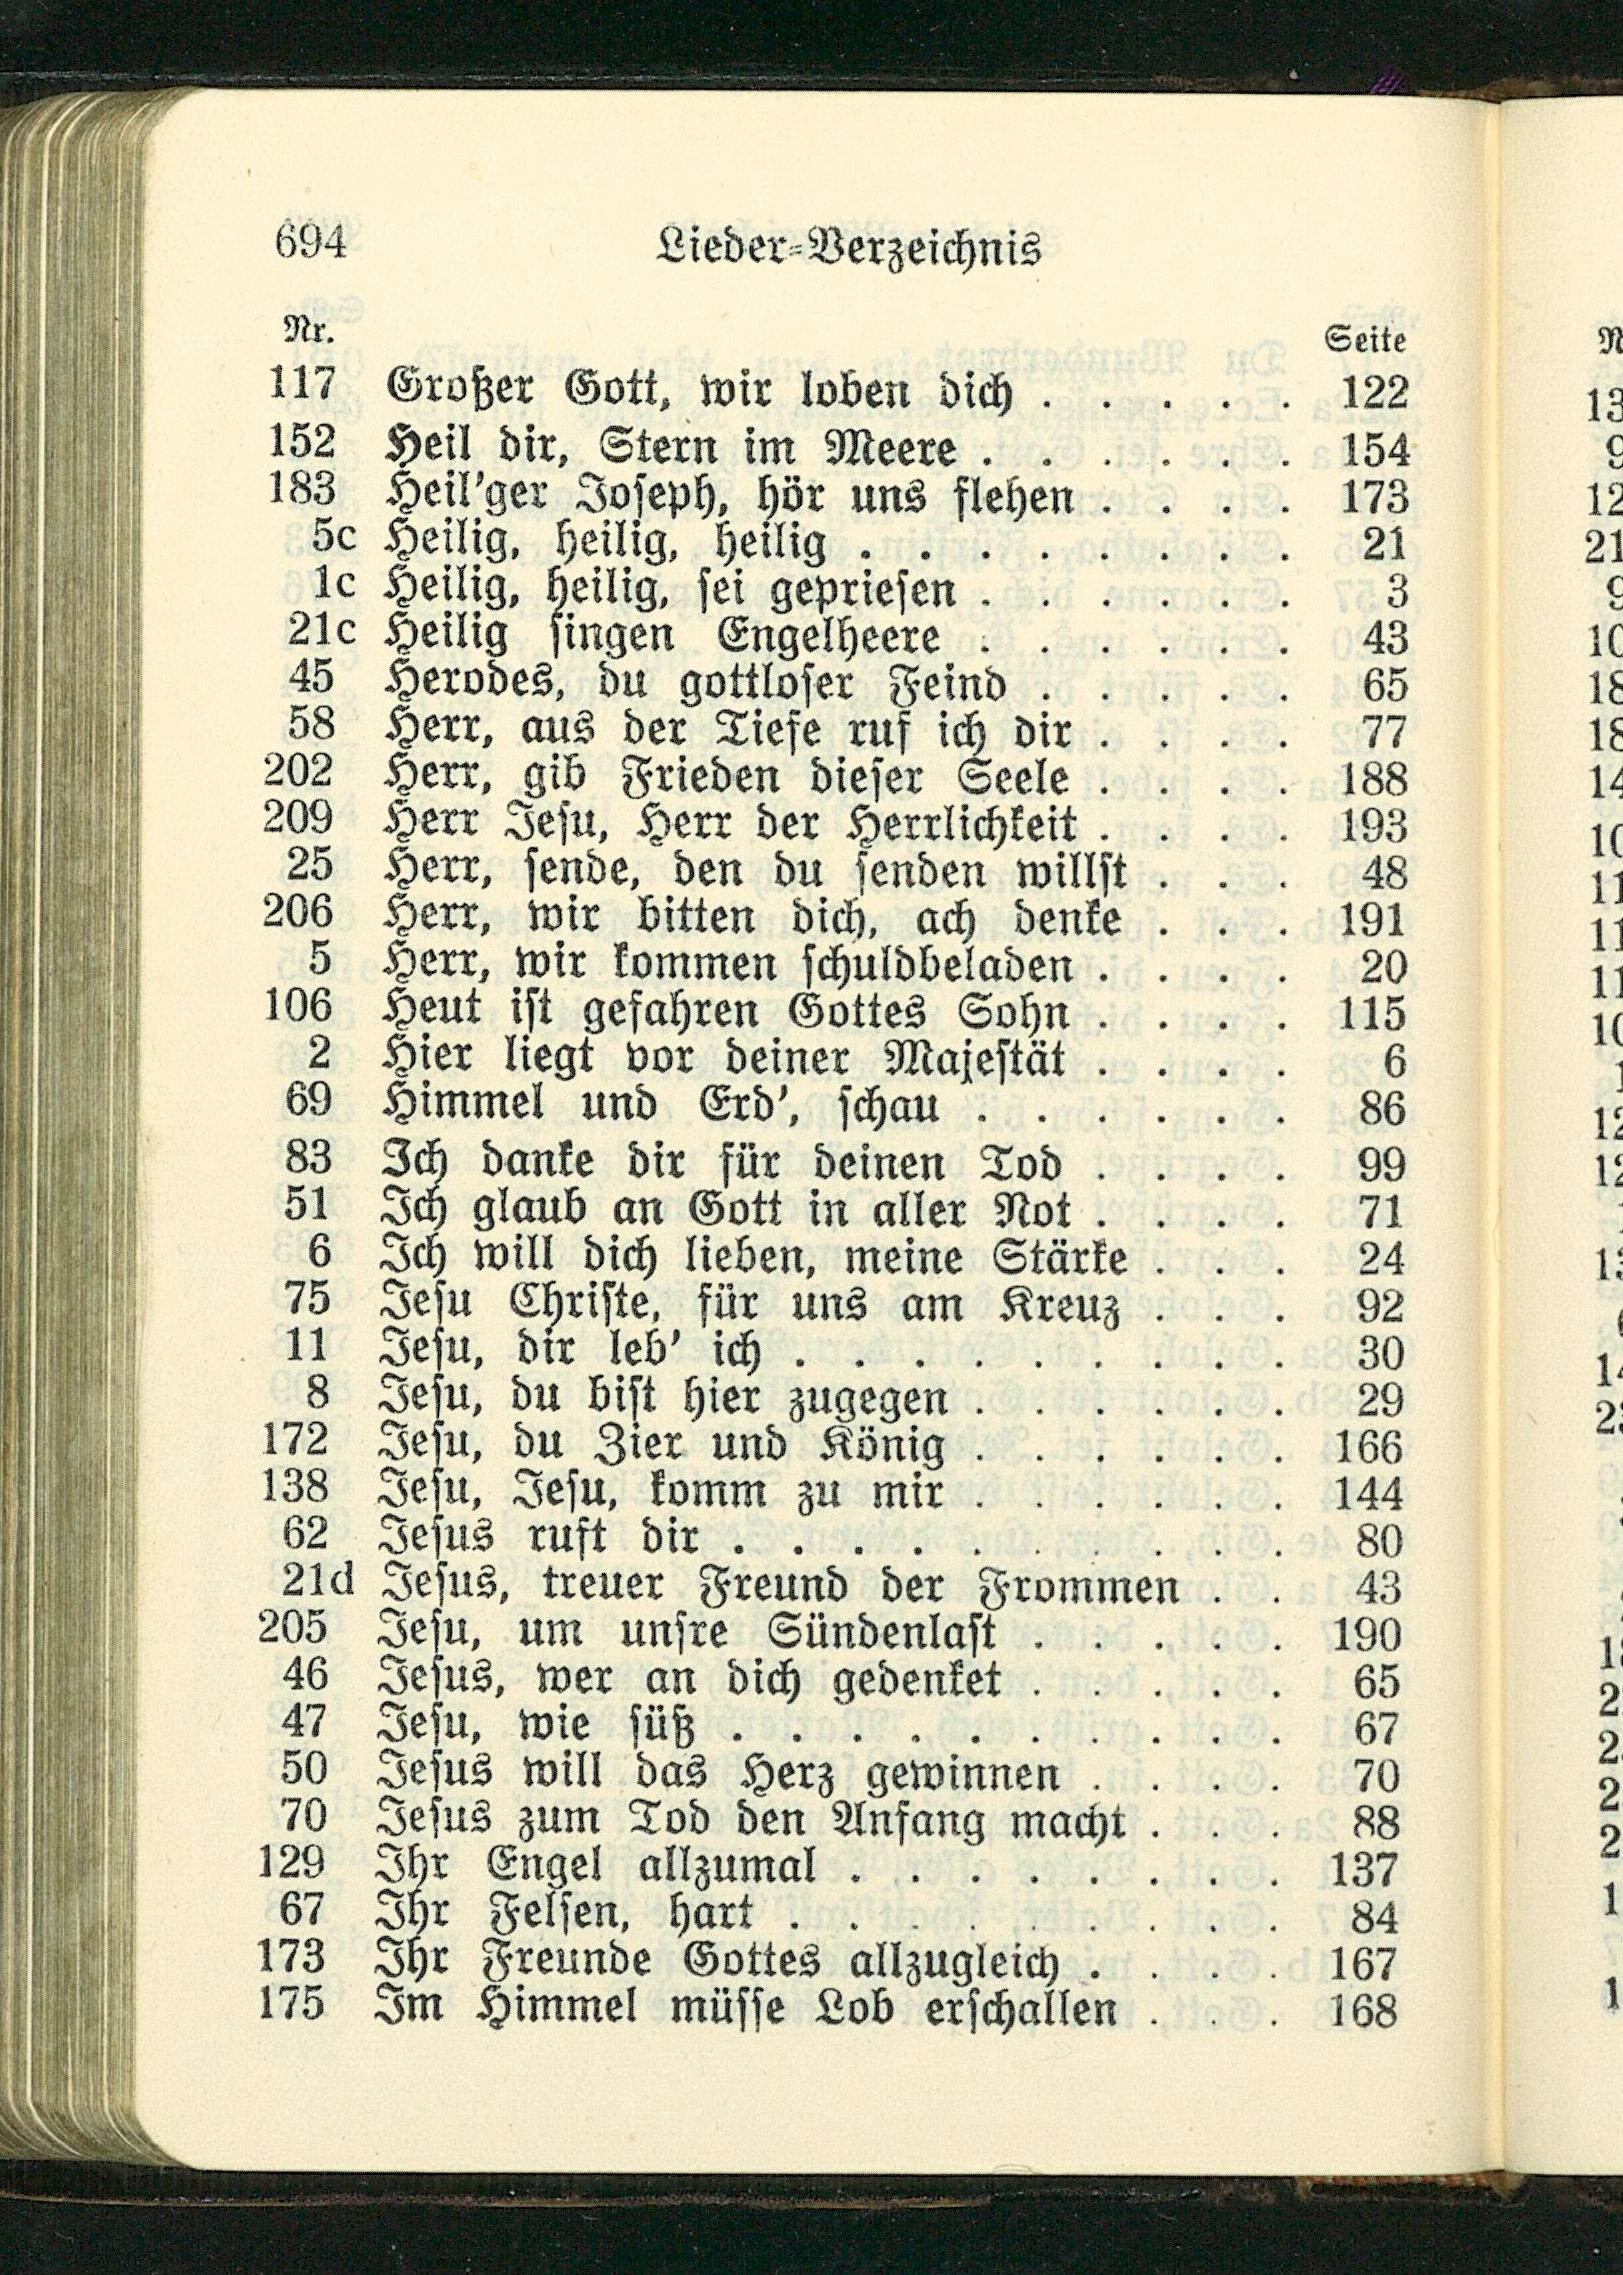 694 Lieder-Verzeichnis
Nr. Seite
117 Großer Gott, wir loben dich . . . . . 122
152 Heil dir, Stern im Meere . . . . . . 154
183 Heil'ger Joseph, hör uns flehen . . . . 173
5c Heilig, heilig, heilig . . . . . . . . 21
1c Heilig, heilig, sei gepriesen . . . . . . 3
21c Heilig singen Engelheere . . . . . . 43
45 Herodes, du gottloser Feind . . . . . 65
58 Herr, aus der Tiefe ruf ich dir . . . . 77
202 Herr, gib Frieden dieser Seele . . . . 188
209 Herr Jesu, Herr der Herrlichkeit . . . . 193
25 Herr, sende, den du senden willst . . . 48
206 Herr, wir bitten dich, ach denke . . . 191
5 Herr, wir kommen schuldbeladen . . . . 20
106 Heut ist gefahren Gottes Sohn . . . . 115
2 Hier liegt vor deiner Majestät . . . . 6
69 Himmel und Erd', schau . . . . . . 86
83 Ich danke dir für deinen Tod . . . . 99
51 Ich glaub an Gott in aller Not . . . . 71
6 Ich will dich lieben, meine Stärke . . . 24
75 Jesu Christe, für uns am Kreuz . . . 92
11 Jesu, dir leb' ich . . . . . . . . . 30
8 Jesu, du bist hier zugegen . . . . . . 29
172 Jesu, du Zier und König . . . . . . 166
138 Jesu, Jesu, komm zu mir . . . . . . 144
62 Jesus ruft dir . . . . . . . . . . 80
21d Jesus, treuer Freund der Frommen . . 43
205 Jesu, um unsre Sündenlast . . . . . 190
46 Jesus, wer an dich gedenket . . . . . 65
47 Jesu, wie süß . . . . . . . . . . 67
50 Jesus will das Herz gewinnen . . . . 70
70 Jesus zum Tod den Anfang macht . . . 88
129 Ihr Engel allzumal . . . . . . . . 137
67 Ihr Felsen, hart . . . . . . . . . 84
173 Ihr Freunde Gottes allzugleich . . . . 167
175 Im Himmel müsse Lob erschallen . . . 168